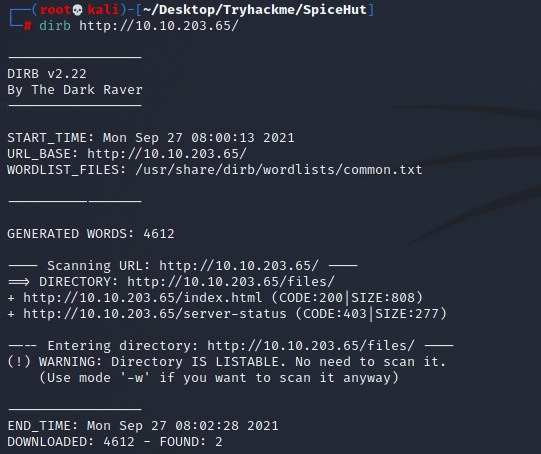 ┌──(root💀kali)-[~/Desktop/Tryhackme/SpiceHut]
└─# dirb http://10.10.203.65/
-----------------
DIRB v2.22
By The Dark Raver
-----------------
START_TIME: Mon Sep 27 08:00:13 2021
URL_BASE: http://10.10.203.65/
WORDLIST_FILES: /usr/share/dirb/wordlists/common.txt
-----------------
GENERATED WORDS: 4612
---- Scanning URL: http://10.10.203.65/ ----
==> DIRECTORY: http://10.10.203.65/files/
+ http://10.10.203.65/index.html (CODE:200|SIZE:808)
+ http://10.10.203.65/server-status (CODE:403|SIZE:277)
---- Entering directory: http://10.10.203.65/files/ ----
(!) WARNING: Directory IS LISTABLE. No need to scan it.
(Use mode '-w' if you want to scan it anyway)
-----------------
END_TIME: Mon Sep 27 08:02:28 2021
DOWNLOADED: 4612 - FOUND: 2